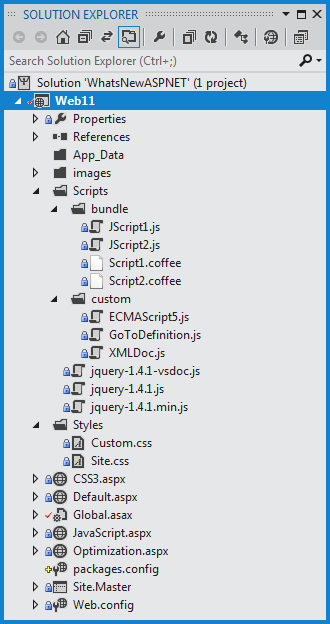 SOLUTION EXPLORER
Search Solution Explorer (Ctrl+;)
Solution 'WhatsNewASPNET' (1 project)
Web11
Properties
References
App_Data
images
Scripts
bundle
JScript1.js
JScript2.js
Script1.coffee
Script2.coffee
custom
ECMAScript5.js
GoToDefinition.js
XMLDoc.js
jquery-1.4.1-vsdoc.js
jquery-1.4.1.js
jquery-1.4.1.min.js
Styles
Custom.css
Site.css
CSS3.aspx
Default.aspx
Global.asax
JavaScript.aspx
Optimization.aspx
packages.config
Site.Master
Web.config